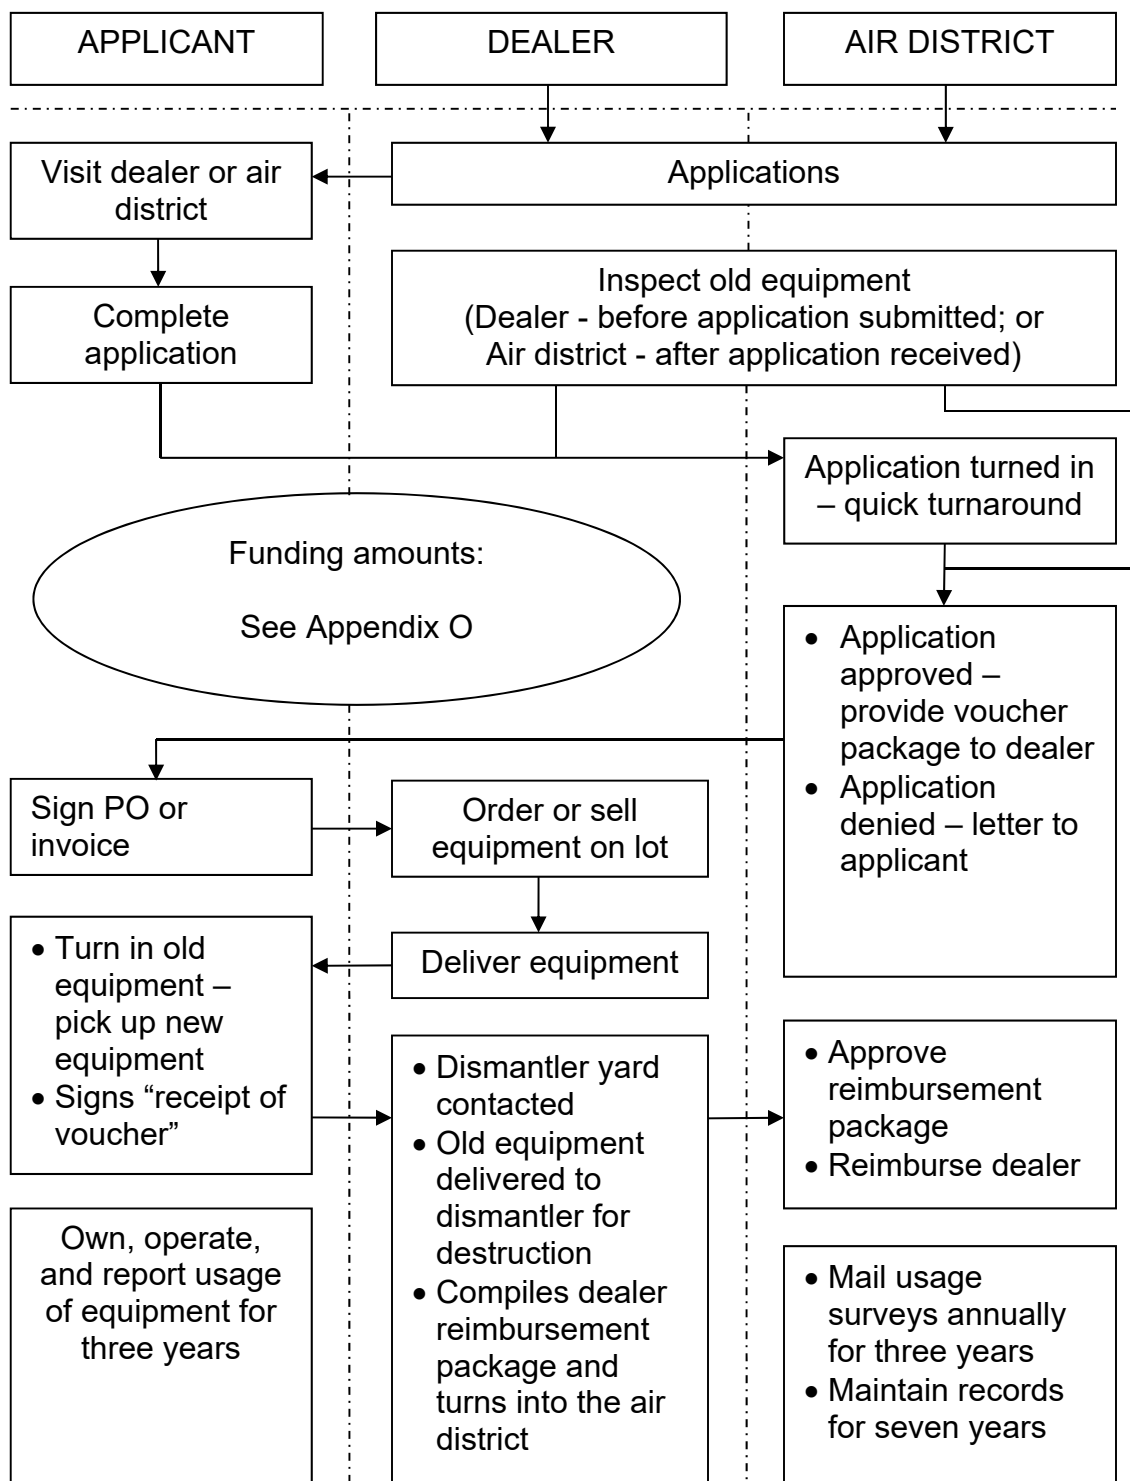 APPLICANT
DEALER
AIR DISTRICT
Visit dealer or air
district
Applications
Complete
application
Inspect old equipment
(Dealer - before application submitted; or
Air district - after application received)
Application turned in
– quick turnaround
Funding amounts:
See Appendix O
• Application
approved –
provide voucher
package to dealer
• Application
denied – letter to
applicant
Sign PO or
invoice
Order or sell
equipment on lot
Deliver equipment
• Turn in old
equipment –
pick up new
equipment
• Signs “receipt of
voucher”
• Dismantler yard
contacted
• Old equipment
delivered to
dismantler for
destruction
• Compiles dealer
reimbursement
package and
turns into the air
district
• Approve
reimbursement
package
• Reimburse dealer
Own, operate,
and report usage
of equipment for
three years
• Mail usage
surveys annually
for three years
• Maintain records
for seven years